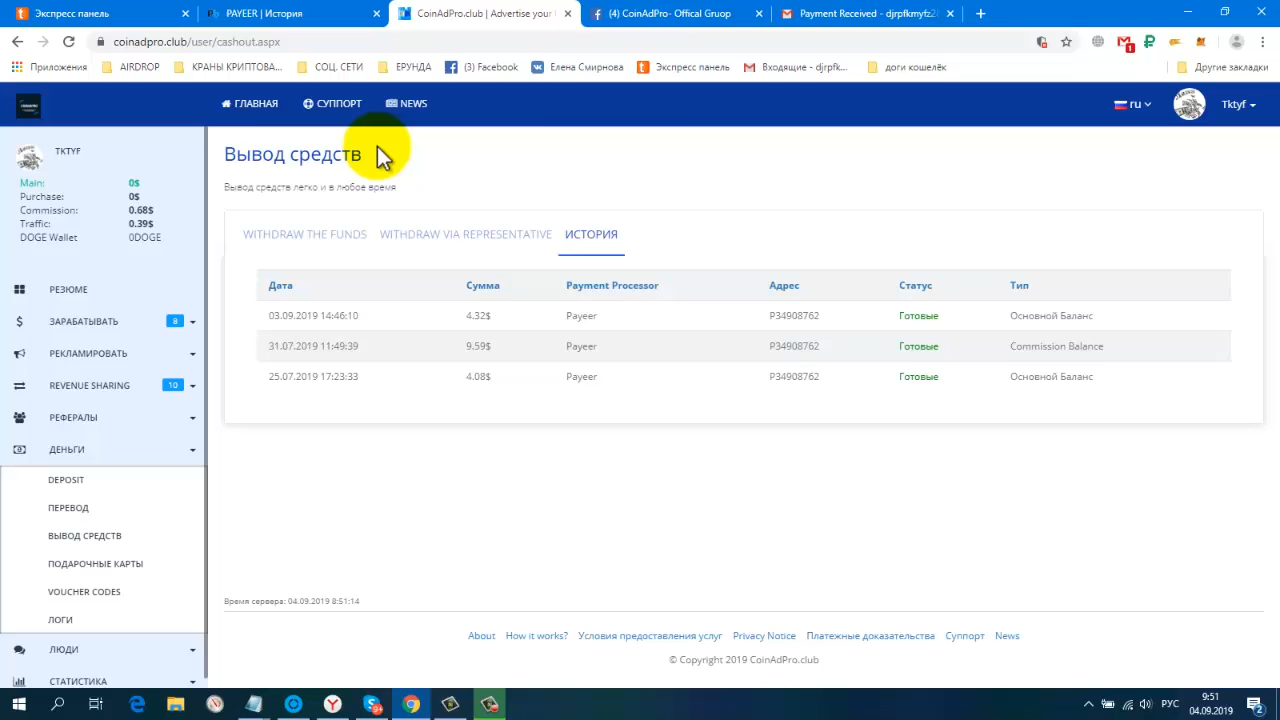 Экспресс панель
PAYEER | История
CoinAdPro.club | Advertise your
(3) CoinAdPro- Offical Gruop
Payment Received - djrpfkmyfz2
coinadpro.club/user/cashout.aspx
1
Приложения
AIRDROP
КРАНЫ КРИПТОВА...
СОЦ. СЕТИ
ЕРУНДА
(3) Facebook
Елена Смирнова
Экспресс панель
Входящие - djrpfk...
доги кошелёк
Другие закладки
ГЛАВНАЯ
СУППОРТ
NEWS
ru
Tktyf
TKTYF
Main: 0$
Purchase: 0$
Commission: 0.68$
Traffic: 0.39$
DOGE Wallet 0DOGE
РЕЗЮМЕ
ЗАРАБАТЫВАТЬ 8
РЕКЛАМИРОВАТЬ
REVENUE SHARING 10
РЕФЕРАЛЫ
ДЕНЬГИ
DEPOSIT
ПЕРЕВОД
ВЫВОД СРЕДСТВ
ПОДАРОЧНЫЕ КАРТЫ
VOUCHER CODES
ЛОГИ
ЛЮДИ
СТАТИСТИКА
Вывод средств
Вывод средств легко и в любое время
WITHDRAW THE FUNDS WITHDRAW VIA REPRESENTATIVE ИСТОРИЯ
Дата Сумма Payment Processor Адрес Статус Тип
03.09.2019 14:46:10 4.32$ Payeer P34908762 Готовые Основной Баланс
31.07.2019 11:49:39 9.59$ Payeer P34908762 Готовые Commission Balance
25.07.2019 17:23:33 4.08$ Payeer P34908762 Готовые Основной Баланс
Время сервера: 04.09.2019 8:51:14
About How it works? Условия предоставления услуг Privacy Notice Платежные доказательства Суппорт News
© Copyright 2019 CoinAdPro.club
РУС
9:51
04.09.2019
2